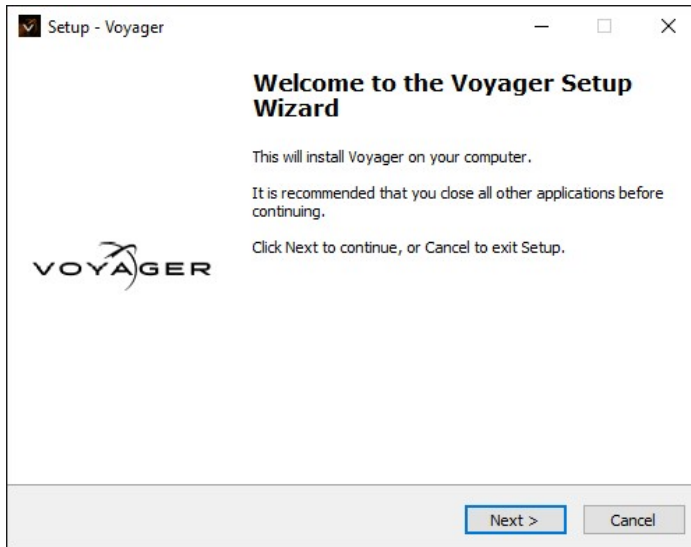 Setup - Voyager
Welcome to the Voyager Setup
Wizard
This will install Voyager on your computer.
It is recommended that you close all other applications before
continuing.
Click Next to continue, or Cancel to exit Setup.
VOYAGER
Next >
Cancel